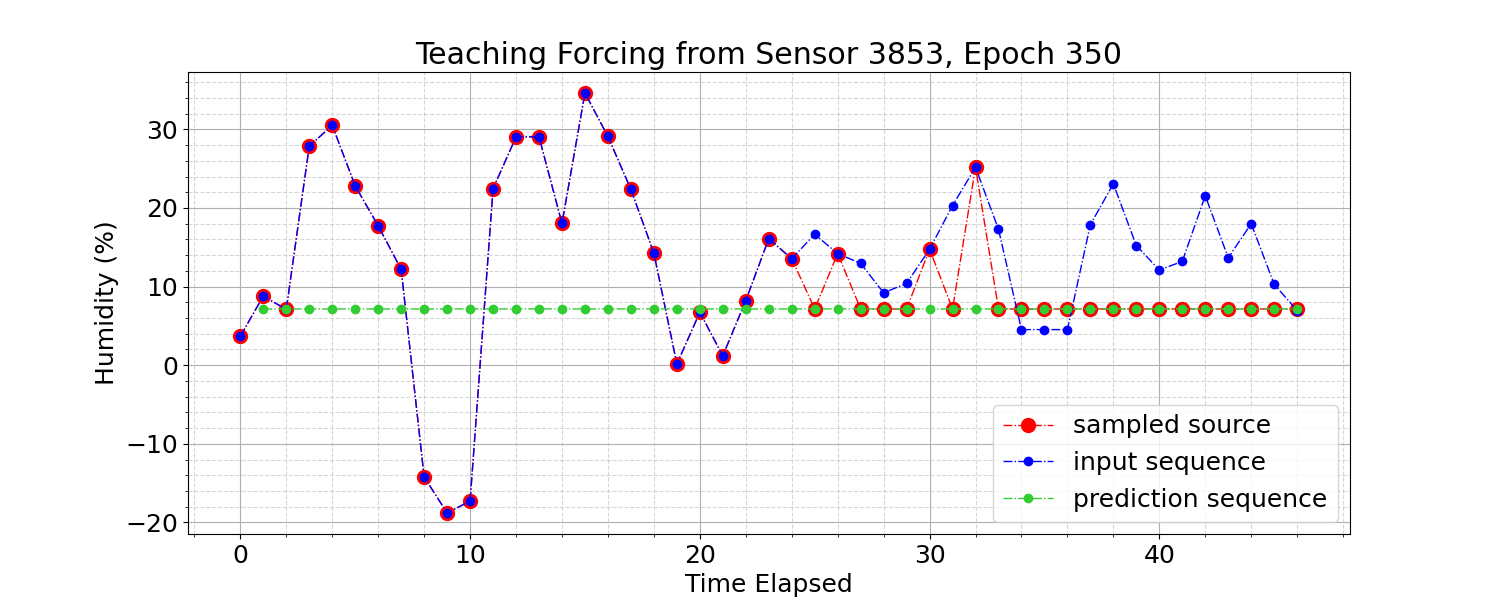 Teaching Forcing from Sensor 3853, Epoch 350
Humidity (%)
30
20
10
0
−10
−20
sampled source
input sequence
prediction sequence
0 10 20 30 40
Time Elapsed